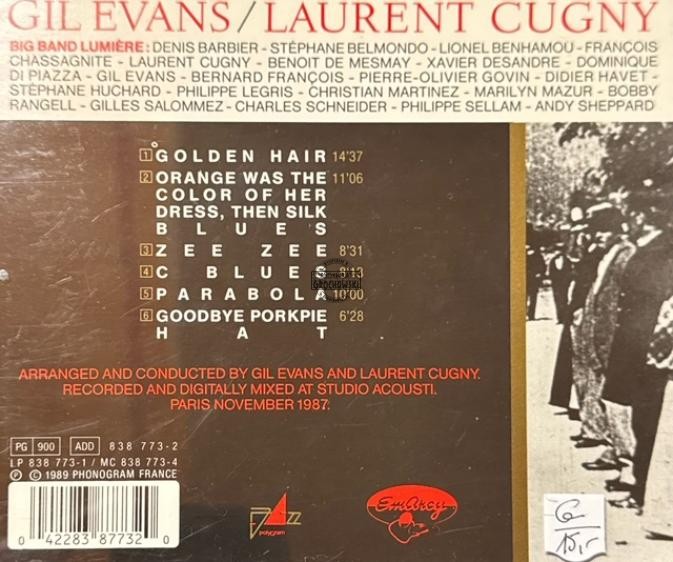 GIL EVANS/LAURENT CUGNY
BIG BAND LUMIÈRE: DENIS BARBIER - STÉPHANE BELMONDO - LIONEL BENHAMOU - FRANÇOIS
CHASSAGNITE - LAURENT CUGNY - BENOIT DE MESMAY - XAVIER DESANDRE - DOMINIQUE
DI PIAZZA - GIL EVANS - BERNARD FRANÇOIS - PIERRE-OLIVIER GOVIN - DIDIER HAVET -
STÉPHANE HUCHARD - PHILIPPE LEGRIS - CHRISTIAN MARTINEZ - MARILYN MAZUR - BOBBY
RANGELL - GILLES SALOMMEZ - CHARLES SCHNEIDER - PHILIPPE SELLAM - ANDY SHEPPARD
1 GOLDEN HAIR 14'37
2 ORANGE WAS THE 11'06
COLOR OF HER
DRESS, THEN SILK
BLUES
3 ZEE ZEE 8'31
4 C BLUES 8'13
5 PARABOLA 10'00
6 GOODBYE PORKPIE 6'28
HAT
ARRANGED AND CONDUCTED BY GIL EVANS AND LAURENT CUGNY.
RECORDED AND DIGITALLY MIXED AT STUDIO ACOUSTI.
PARIS NOVEMBER 1987.
PG 900 ADD 838 773-2
LP 838 773-1 / MC 838 773-4
℗ © 1989 PHONOGRAM FRANCE
0 42283 87732 0
JAZZ
polygram
EmArcy
15,-